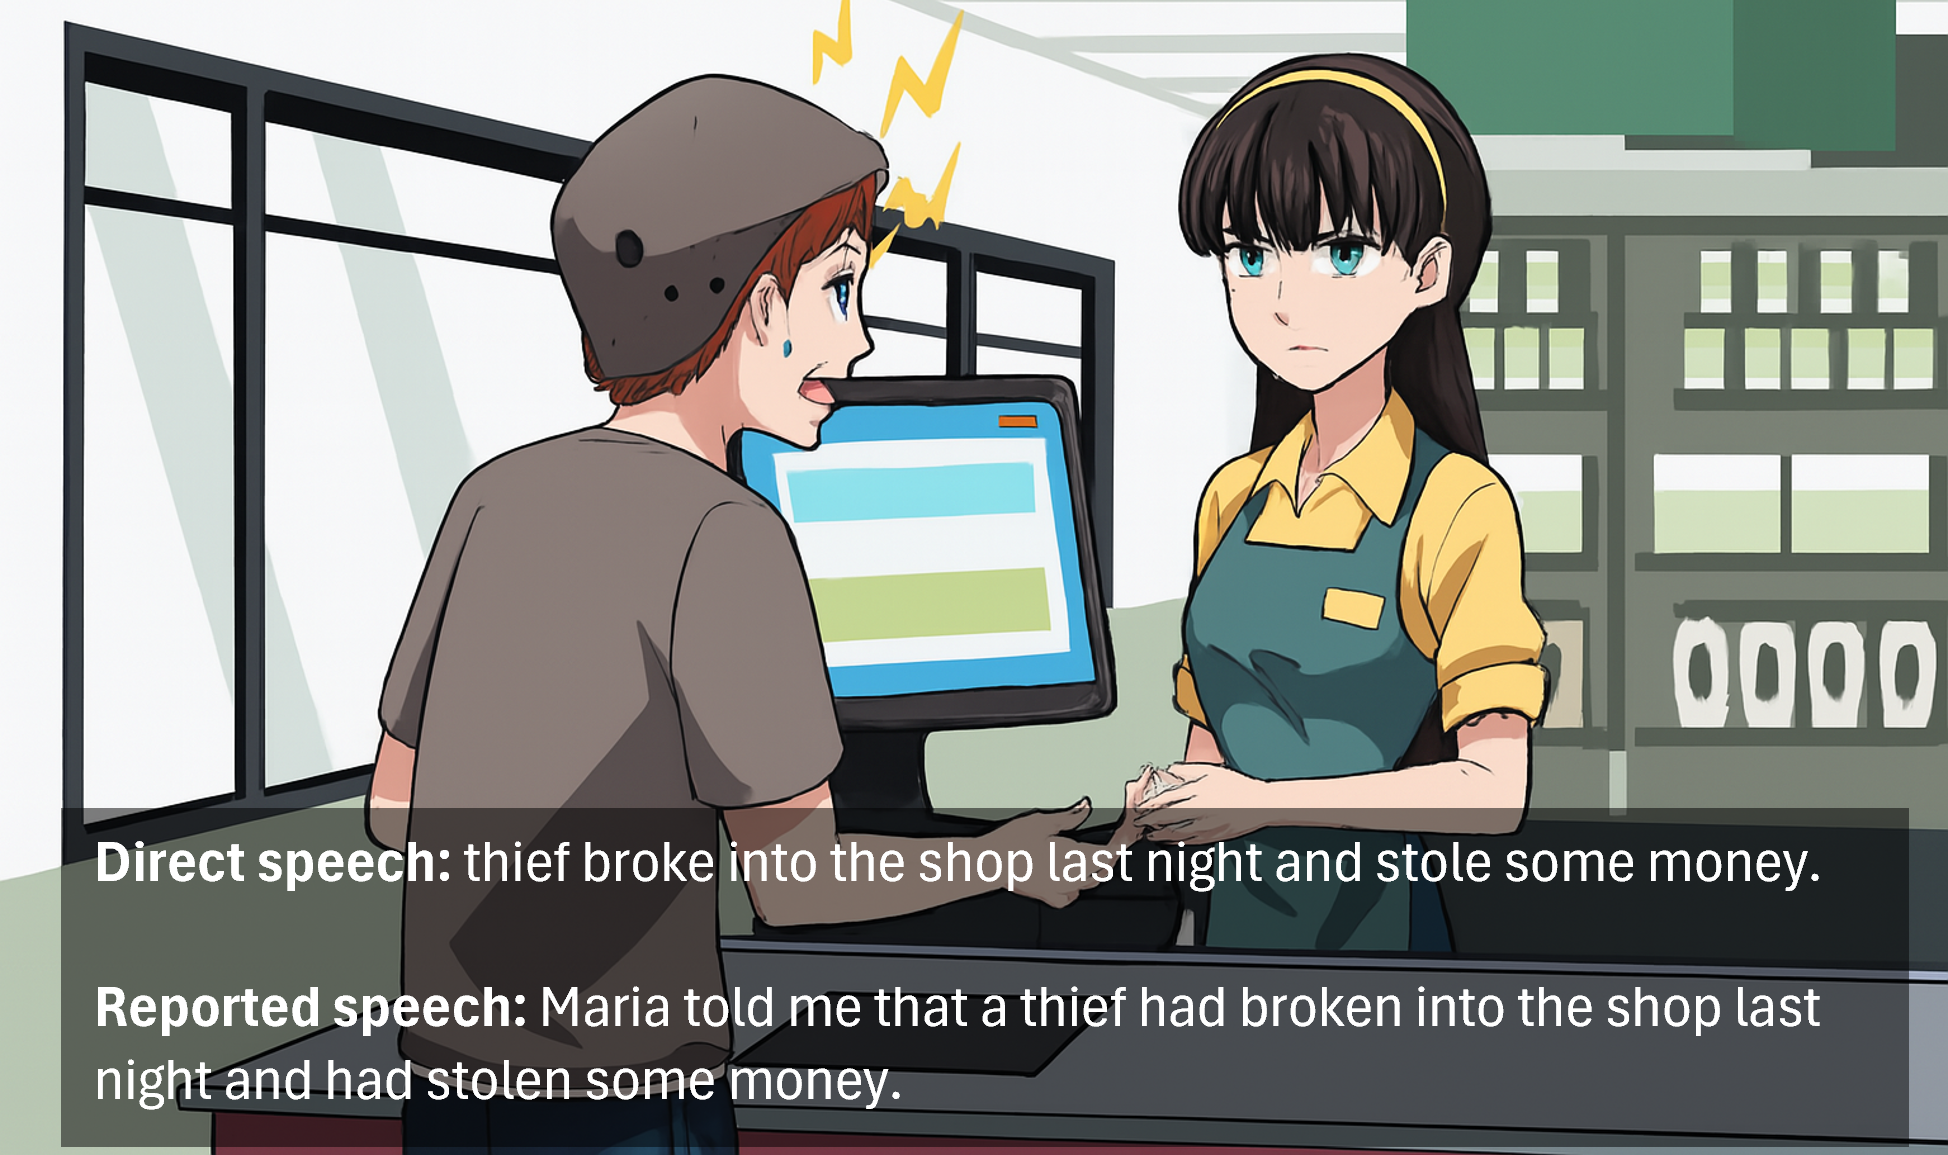 Direct speech: thief broke into the shop last night and stole some money.
Reported speech: Maria told me that a thief had broken into the shop last
night and had stolen some money.